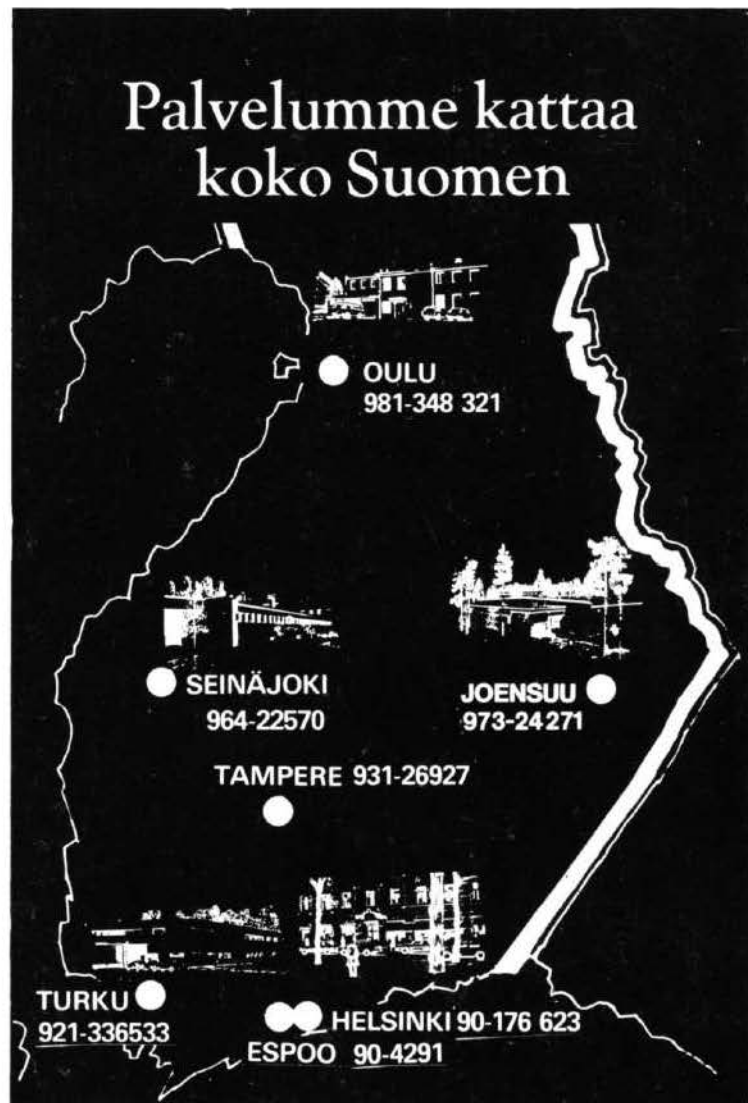 Palvelumme kattaa
koko Suomen
OULU
981-348 321
SEINÄJOKI
964-22570
JOENSUU
973-24271
TAMPERE 931-26927
TURKU
921-336533
HELSINKI 90-176 623
ESPOO 90-4291